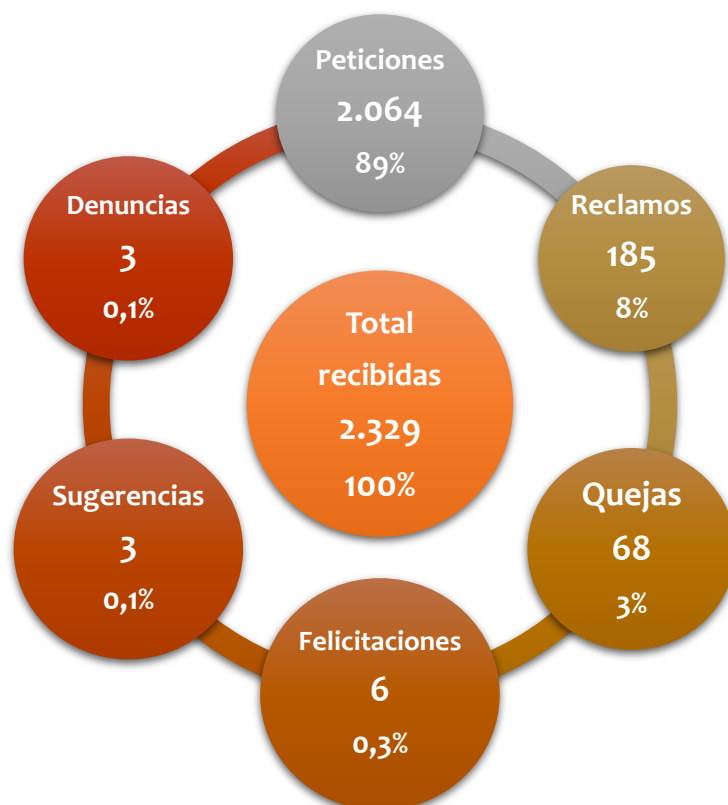 Peticiones
2.064
89%
Reclamos
185
8%
Quejas
68
3%
Felicitaciones
6
0,3%
Sugerencias
3
0,1%
Denuncias
3
0,1%
Total
recibidas
2.329
100%